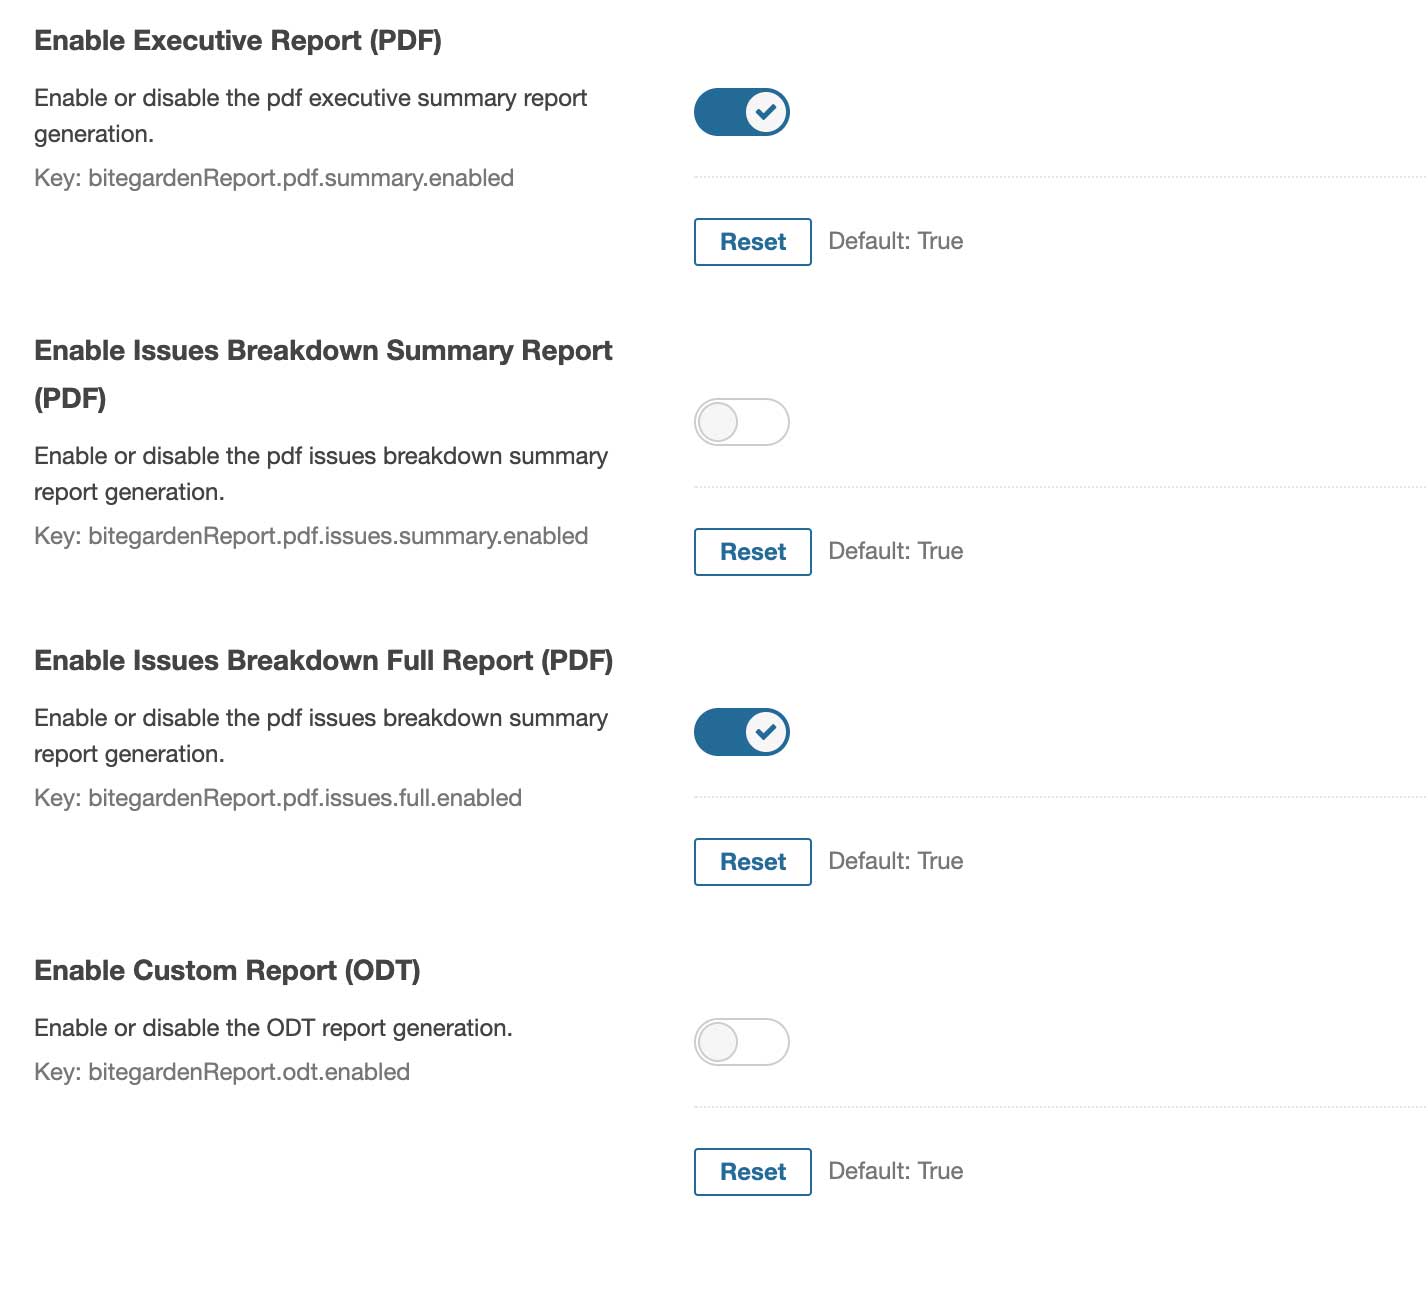 Enable Executive Report (PDF)
Enable or disable the pdf executive summary report
generation.
Key: bitegardenReport.pdf.summary.enabled
Reset Default: True
Enable Issues Breakdown Summary Report
(PDF)
Enable or disable the pdf issues breakdown summary
report generation.
Key: bitegardenReport.pdf.issues.summary.enabled
Reset Default: True
Enable Issues Breakdown Full Report (PDF)
Enable or disable the pdf issues breakdown summary
report generation.
Key: bitegardenReport.pdf.issues.full.enabled
Reset Default: True
Enable Custom Report (ODT)
Enable or disable the ODT report generation.
Key: bitegardenReport.odt.enabled
Reset Default: True